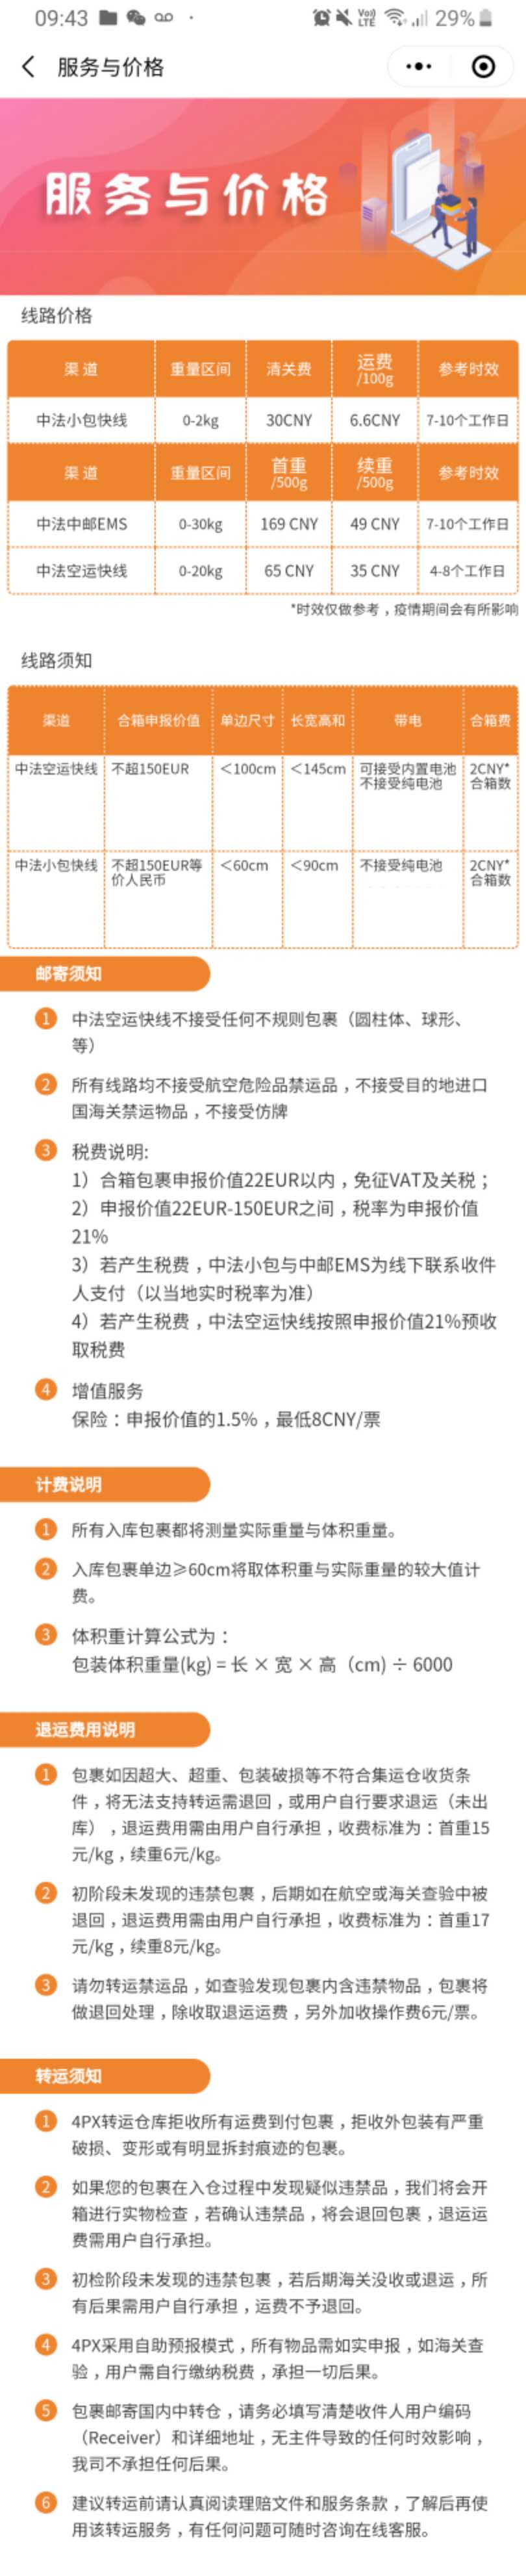 09:43
Vo))
LTE
29%
服务与价格
服务与价格
线路价格
渠道 重量区间 清关费 运费/100g 参考时效
中法小包快线 0-2kg 30CNY 6.6CNY 7-10个工作日
渠道 重量区间 首重/500g 续重/500g 参考时效
中法中邮EMS 0-30kg 169 CNY 49 CNY 7-10个工作日
中法空运快线 0-20kg 65 CNY 35 CNY 4-8个工作日
*时效仅做参考，疫情期间会有所影响
线路须知
渠道 合箱申报价值 单边尺寸 长宽高和 带电 合箱费
中法空运快线 不超150EUR <100cm <145cm 可接受内置电池 2CNY*
不接受纯电池 合箱数
中法小包快线 不超150EUR等 <60cm <90cm 不接受纯电池 2CNY*
价人民币 合箱数
邮寄须知
1 中法空运快线不接受任何不规则包裹（圆柱体、球形、
等）
2 所有线路均不接受航空危险品禁运品，不接受目的地进口
国海关禁运物品，不接受仿牌
3 税费说明:
1）合箱包裹申报价值22EUR以内，免征VAT及关税；
2）申报价值22EUR-150EUR之间，税率为申报价值
21%
3）若产生税费，中法小包与中邮EMS为线下联系收件
人支付（以当地实时税率为准）
4）若产生税费，中法空运快线按照申报价值21%预收
取税费
4 增值服务
保险：申报价值的1.5%，最低8CNY/票
计费说明
1 所有入库包裹都将测量实际重量与体积重量。
2 入库包裹单边≥60cm将取体积重与实际重量的较大值计
费。
3 体积重计算公式为：
包装体积重量(kg) = 长 × 宽 × 高（cm) ÷ 6000
退运费用说明
1 包裹如因超大、超重、包装破损等不符合集运仓收货条
件，将无法支持转运需退回，或用户自行要求退运（未出
库），退运费用需由用户自行承担，收费标准为：首重15
元/kg，续重6元/kg。
2 初阶段未发现的违禁包裹，后期如在航空或海关查验中被
退回，退运费用需由用户自行承担，收费标准为：首重17
元/kg，续重8元/kg。
3 请勿转运禁运品，如查验发现包裹内含违禁物品，包裹将
做退回处理，除收取退运运费，另外加收操作费6元/票。
转运须知
1 4PX转运仓库拒收所有运费到付包裹，拒收外包装有严重
破损、变形或有明显拆封痕迹的包裹。
2 如果您的包裹在入仓过程中发现疑似违禁品，我们将会开
箱进行实物检查，若确认违禁品，将会退回包裹，退运运
费需用户自行承担。
3 初检阶段未发现的违禁包裹，若后期海关没收或退运，所
有后果需用户自行承担，运费不予退回。
4 4PX采用自助预报模式，所有物品需如实申报，如海关查
验，用户需自行缴纳税费，承担一切后果。
5 包裹邮寄国内中转仓，请务必填写清楚收件人用户编码
（Receiver）和详细地址，无主件导致的任何时效影响，
我司不承担任何后果。
6 建议转运前请认真阅读理赔文件和服务条款，了解后再使
用该转运服务，有任何问题可随时咨询在线客服。